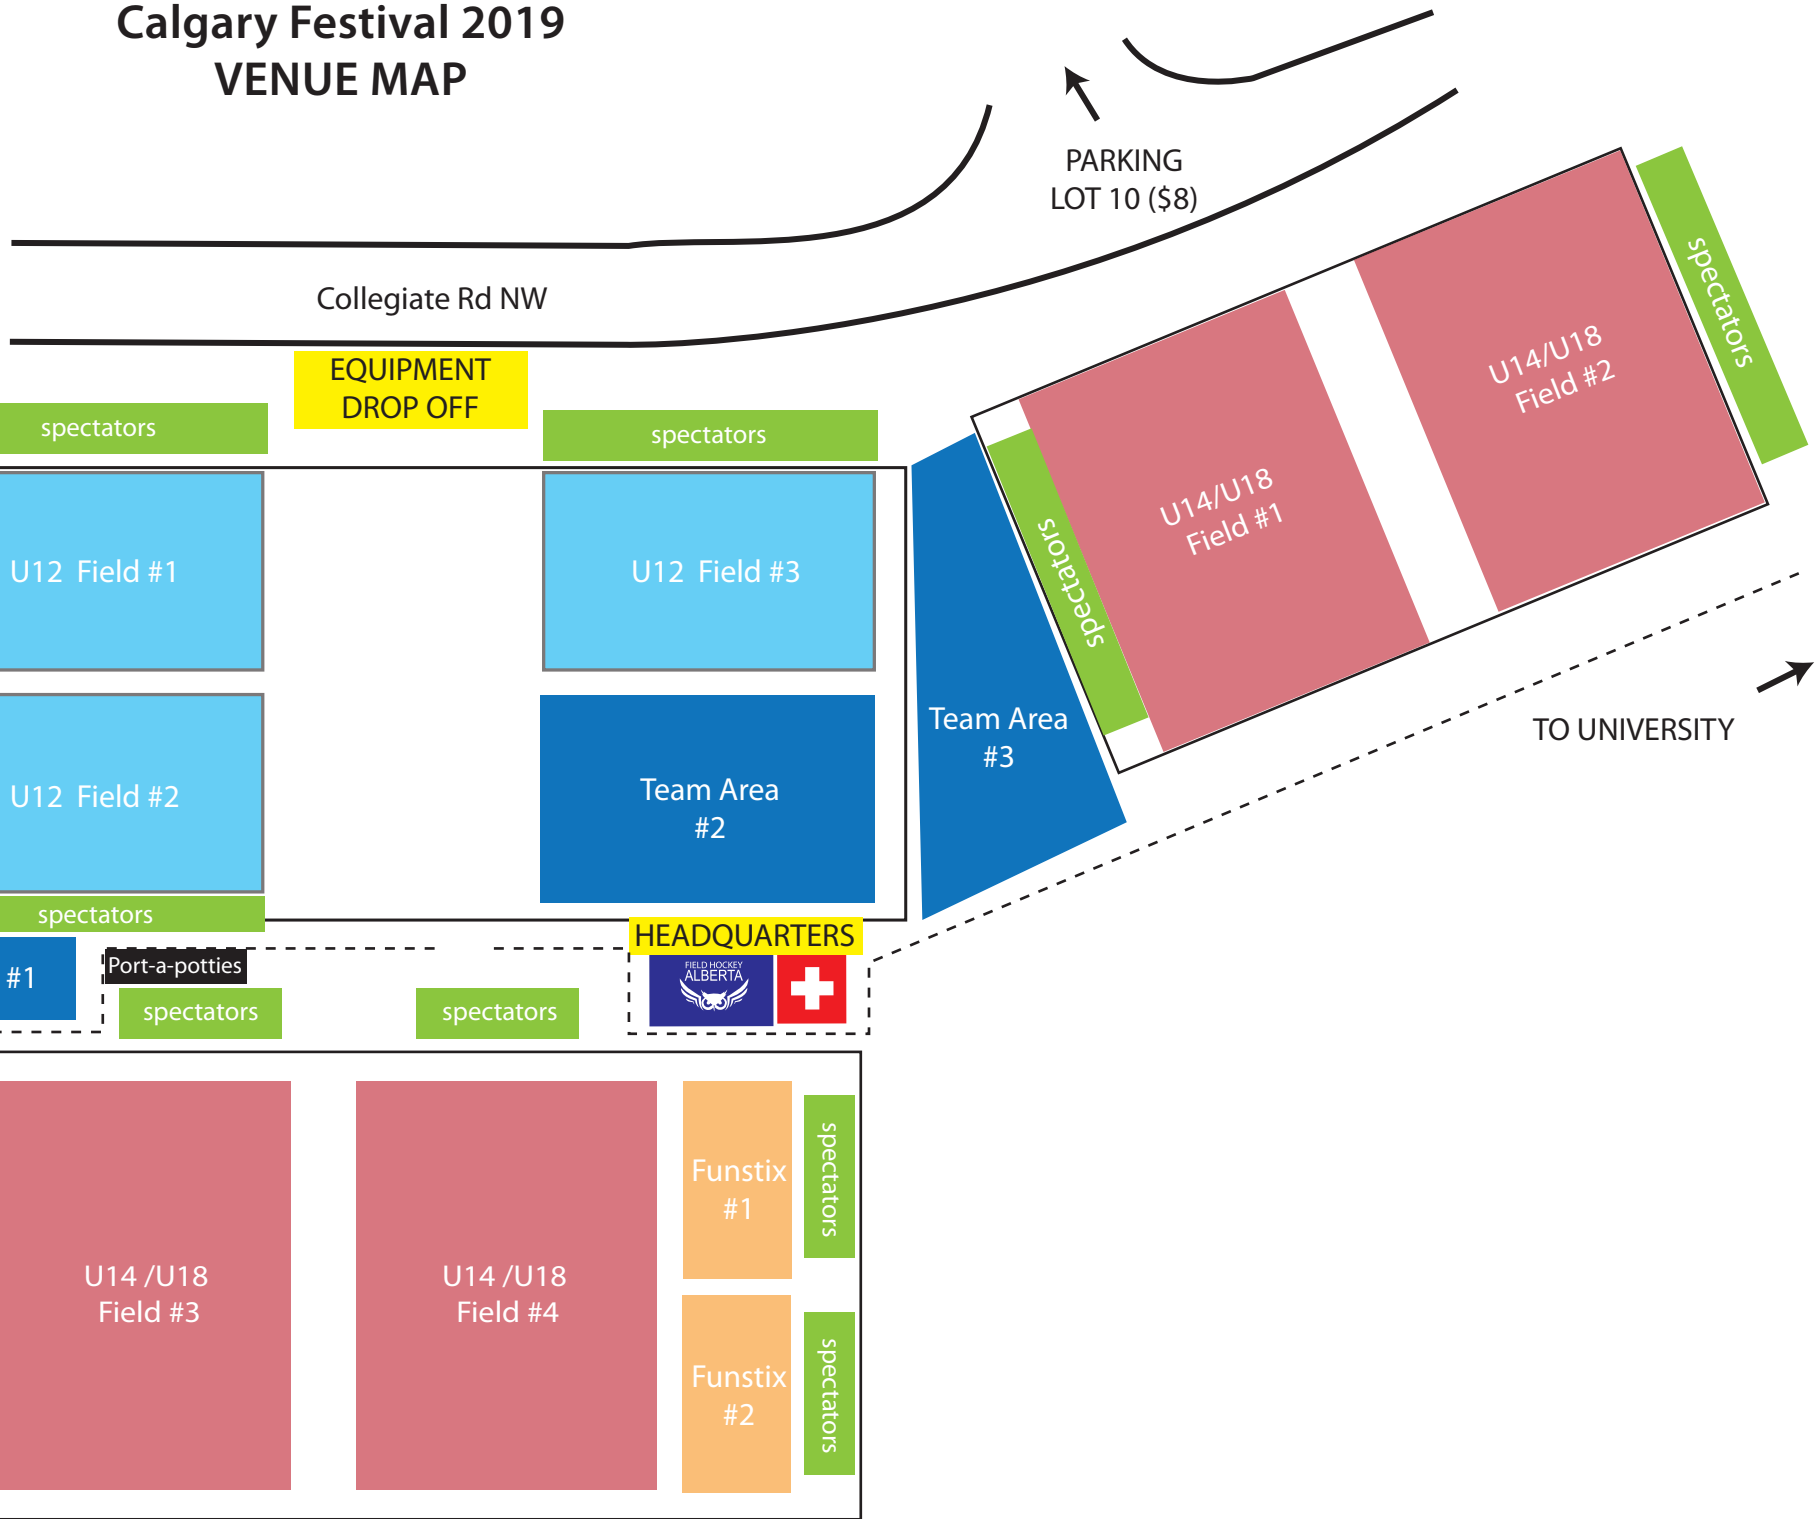 Calgary Festival 2019
VENUE MAP
PARKING
LOT 10 ($8)
Collegiate Rd NW
EQUIPMENT
DROP OFF
spectators
spectators
spectators
U14/U18
Field #2
U14/U18
Field #1
spectators
U12 Field #1
U12 Field #3
Team Area
#3
TO UNIVERSITY
U12 Field #2
Team Area
#2
spectators
HEADQUARTERS
#1
Port-a-potties
FIELD HOCKEY
ALBERTA
spectators
spectators
Funstix
#1
spectators
U14 /U18
Field #3
U14 /U18
Field #4
Funstix
#2
spectators